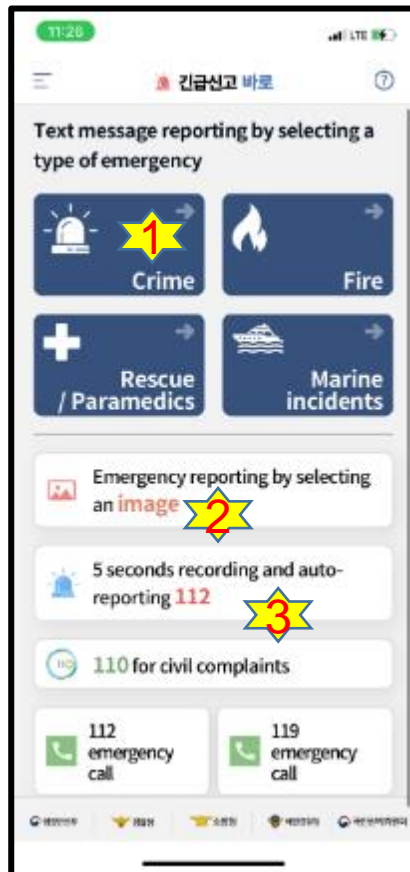 11:26
LTE
긴급신고 바로
?
Text message reporting by selecting a
type of emergency
1
Crime
Fire
Rescue
/ Paramedics
Marine
incidents
Emergency reporting by selecting
an image
2
5 seconds recording and auto-
reporting 112
3
110
110 for civil complaints
112
emergency
call
119
emergency
call